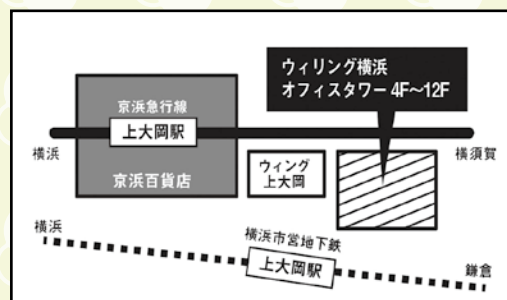 ウィリング横浜
オフィスタワー 4F〜12F
京浜急行線
上大岡駅
横浜
横須賀
京浜百貨店
ウィング
上大岡
横浜
横浜市営地下鉄
上大岡駅
鎌倉